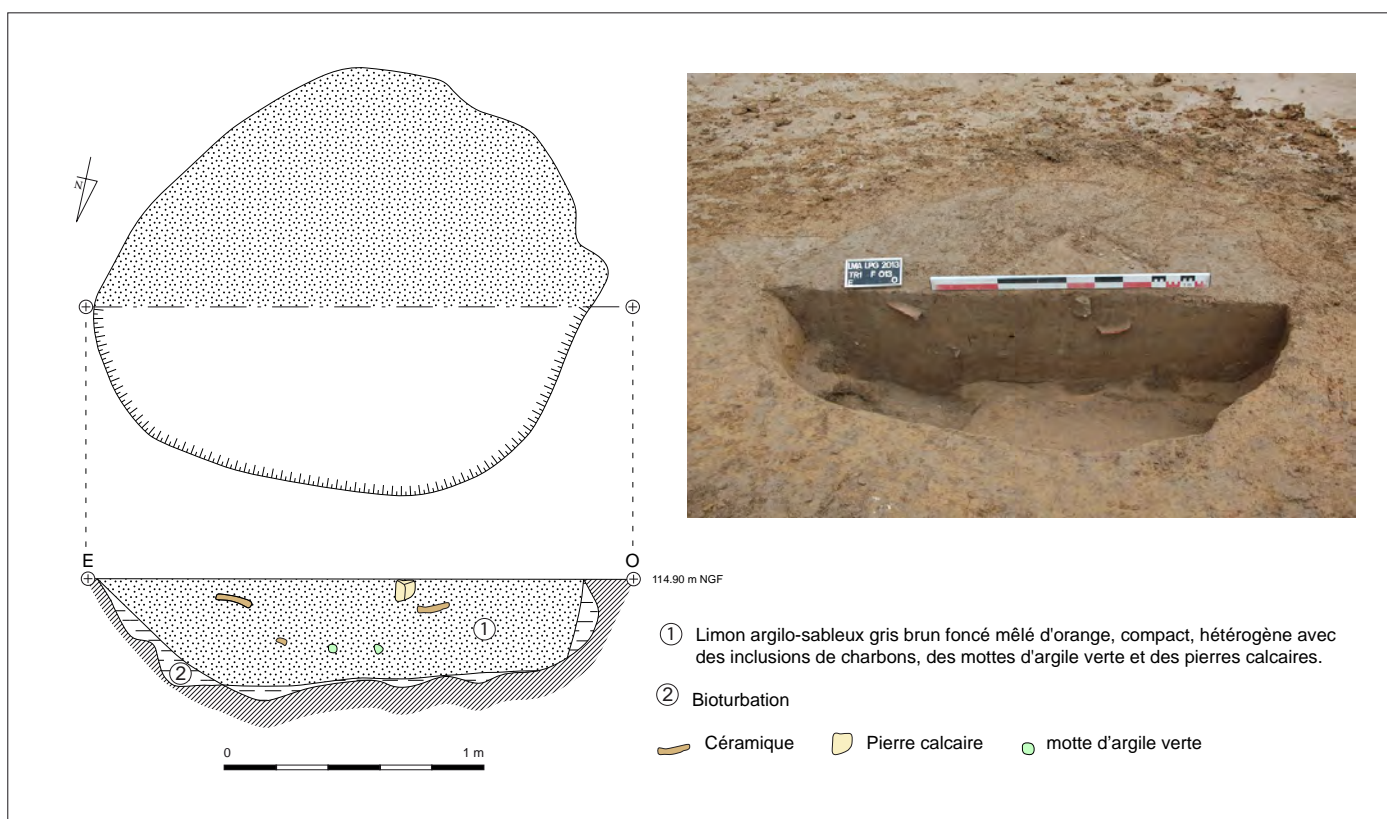 N
LMA LPG 2013
TR1 F 013
E O
E O
114.90 m NGF
1
2
0 1 m
1 Limon argilo-sableux gris brun foncé mêlé d'orange, compact, hétérogène avec
des inclusions de charbons, des mottes d'argile verte et des pierres calcaires.
2 Bioturbation
Céramique Pierre calcaire motte d'argile verte